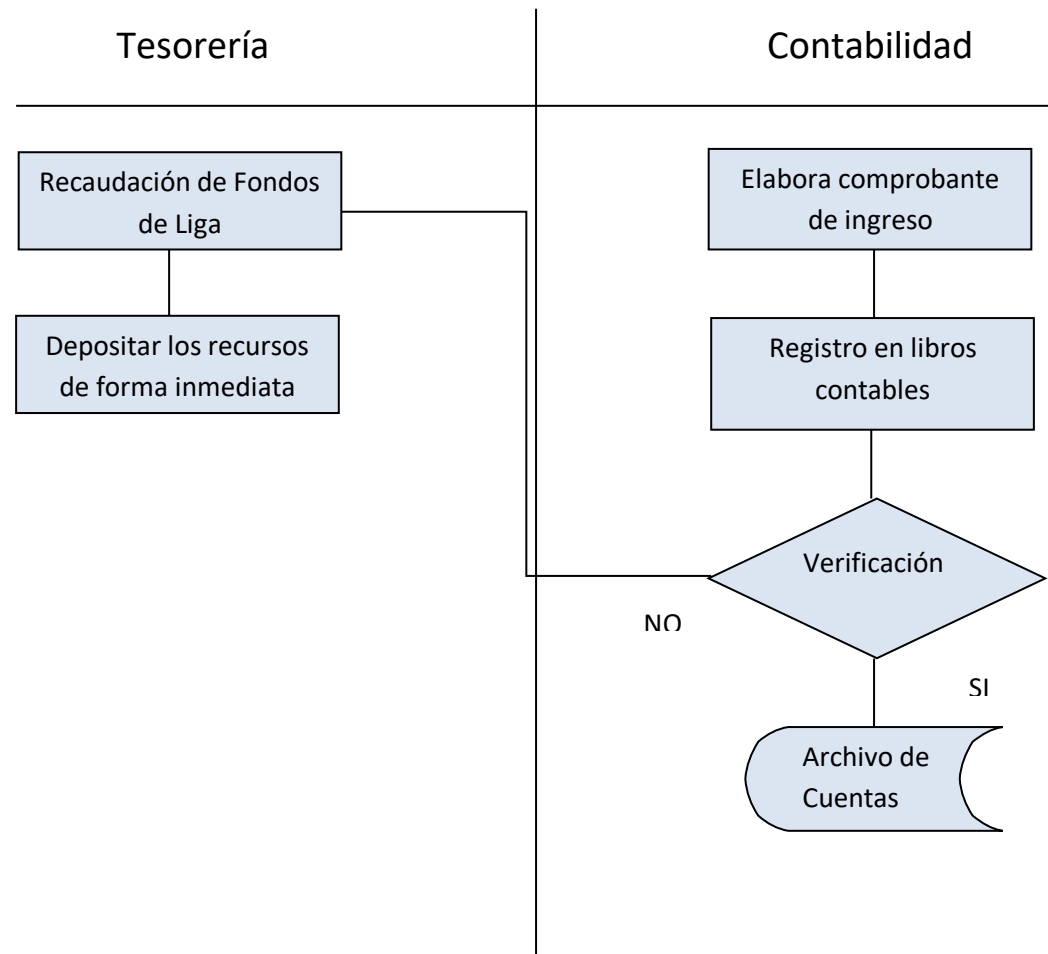 Tesorería
Contabilidad
Recaudación de Fondos
de Liga
Depositar los recursos
de forma inmediata
Elabora comprobante
de ingreso
Registro en libros
contables
Verificación
NO
SI
Archivo de
Cuentas